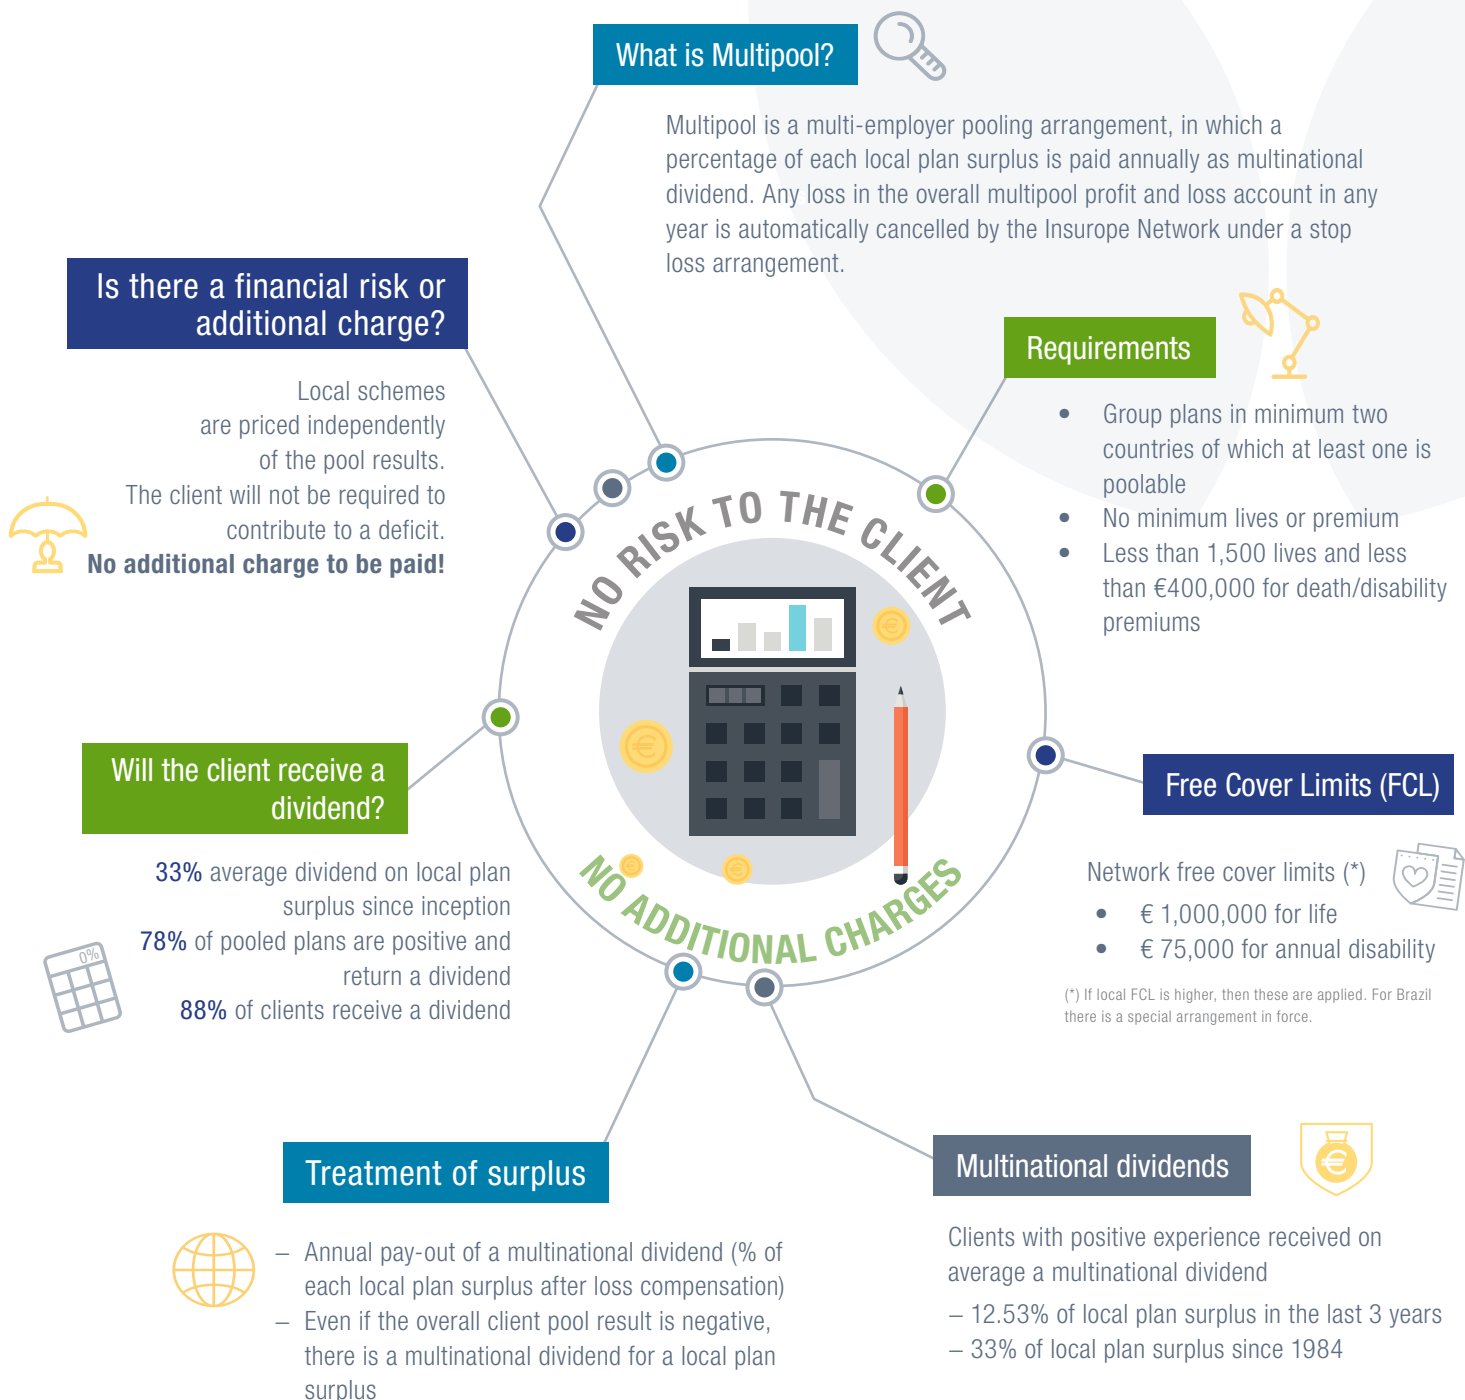 What is Multipool?
Multipool is a multi-employer pooling arrangement, in which a
percentage of each local plan surplus is paid annually as multinational
dividend. Any loss in the overall multipool profit and loss account in any
year is automatically cancelled by the Insurope Network under a stop
loss arrangement.
Is there a financial risk or
additional charge?
Local schemes
are priced independently
of the pool results.
The client will not be required to
contribute to a deficit.
No additional charge to be paid!
Requirements
• Group plans in minimum two
countries of which at least one is
poolable
• No minimum lives or premium
• Less than 1,500 lives and less
than €400,000 for death/disability
premiums
NO RISK TO THE CLIENT
€
€
€
€
NO ADDITIONAL CHARGES
Will the client receive a
dividend?
33% average dividend on local plan
surplus since inception
78% of pooled plans are positive and
return a dividend
88% of clients receive a dividend
0%
Free Cover Limits (FCL)
Network free cover limits (*)
• € 1,000,000 for life
• € 75,000 for annual disability
(*) If local FCL is higher, then these are applied. For Brazil
there is a special arrangement in force.
Treatment of surplus
– Annual pay-out of a multinational dividend (% of
each local plan surplus after loss compensation)
– Even if the overall client pool result is negative,
there is a multinational dividend for a local plan
surplus
Multinational dividends
€
Clients with positive experience received on
average a multinational dividend
– 12.53% of local plan surplus in the last 3 years
– 33% of local plan surplus since 1984